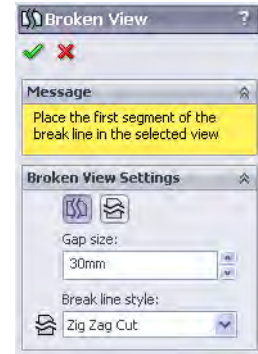 Broken View ?
Message
Place the first segment of the
break line in the selected view
Broken View Settings
Gap size:
30mm
Break line style:
Zig Zag Cut